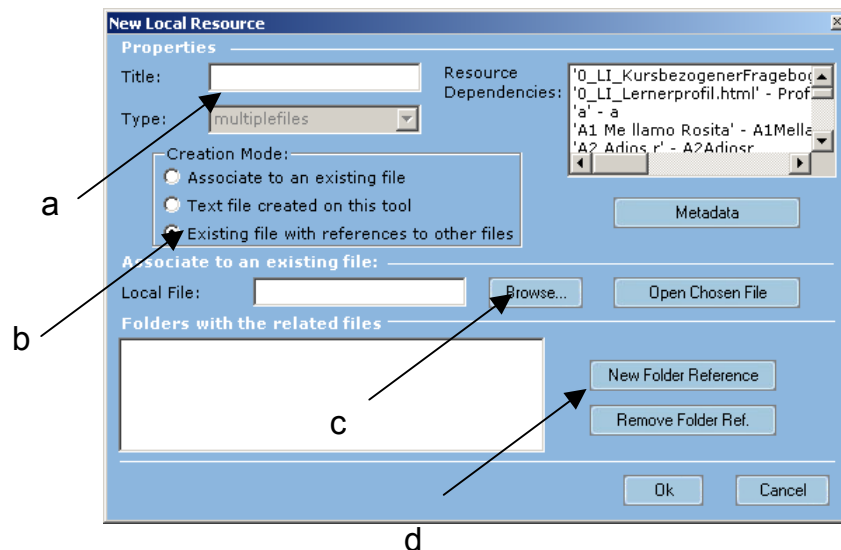 New Local Resource
Properties
Title:
Resource
Dependencies:
'0_LI_KursbezogenerFragebog
'0_LI_Lernerprofil.html' - Prof
'a' - a
'A1 Me llamo Rosita' - A1Mella
'A2 Adios r' - A2Adiosr
Type:
multiplefiles
Creation Mode:
Associate to an existing file
Text file created on this tool
Existing file with references to other files
Metadata
a
Associate to an existing file:
Local File:
Browse...
Open Chosen File
b
Folders with the related files
New Folder Reference
c
Remove Folder Ref.
Ok
Cancel
d